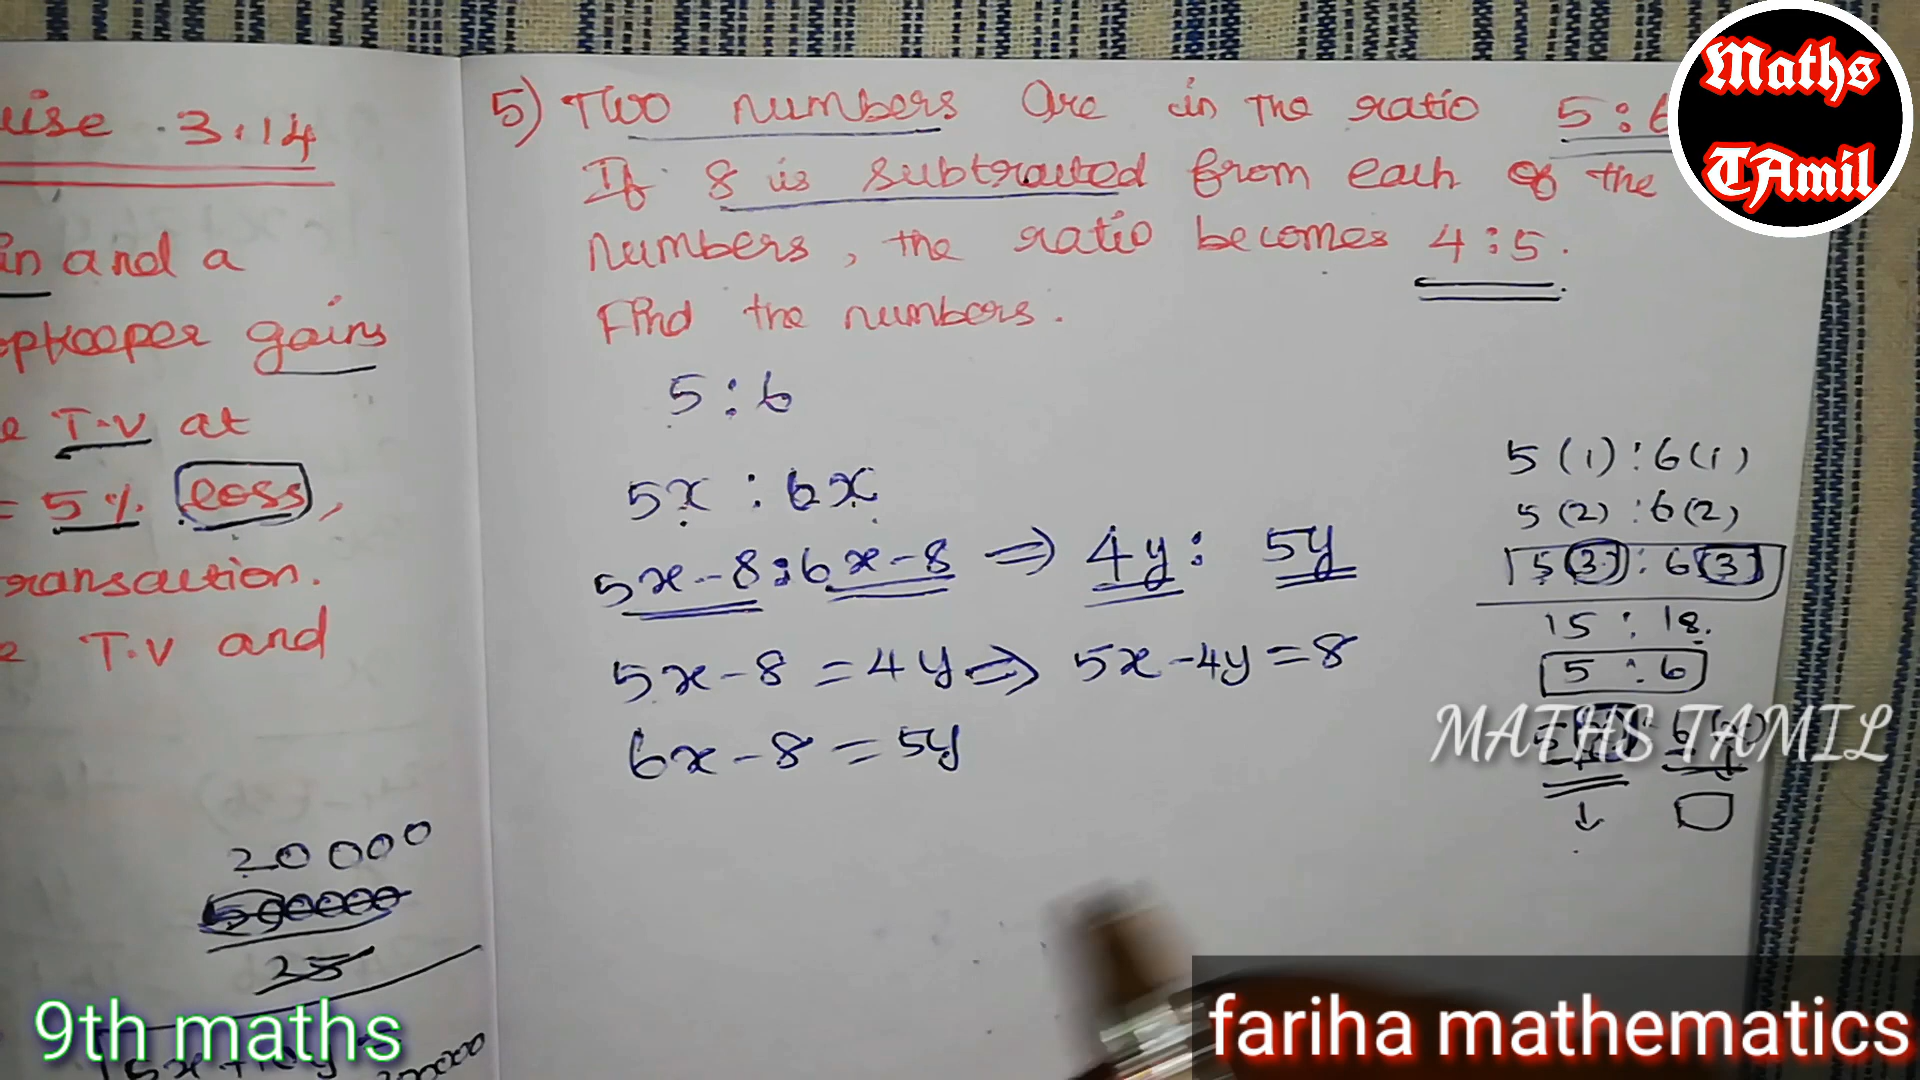 3.14
in and a
gains
T.V at
= 5% loss,
T.V and
20000
500000
25
5) Two numbers are in the ratio 5:6
If 8 is subtracted from each of the
numbers, the ratio becomes 4:5.
Find the numbers.
5:6
5x : 6x
5x-8:6x-8 ⇒ 4y: 5y
5x-8 = 4y ⇒ 5x-4y=8
6x-8 = 5y
5(1):6(1)
5(2):6(2)
5(3):6(3)
15:18.
5:6
Maths
TAmil
MATHS TAMIL
9th maths
fariha mathematics